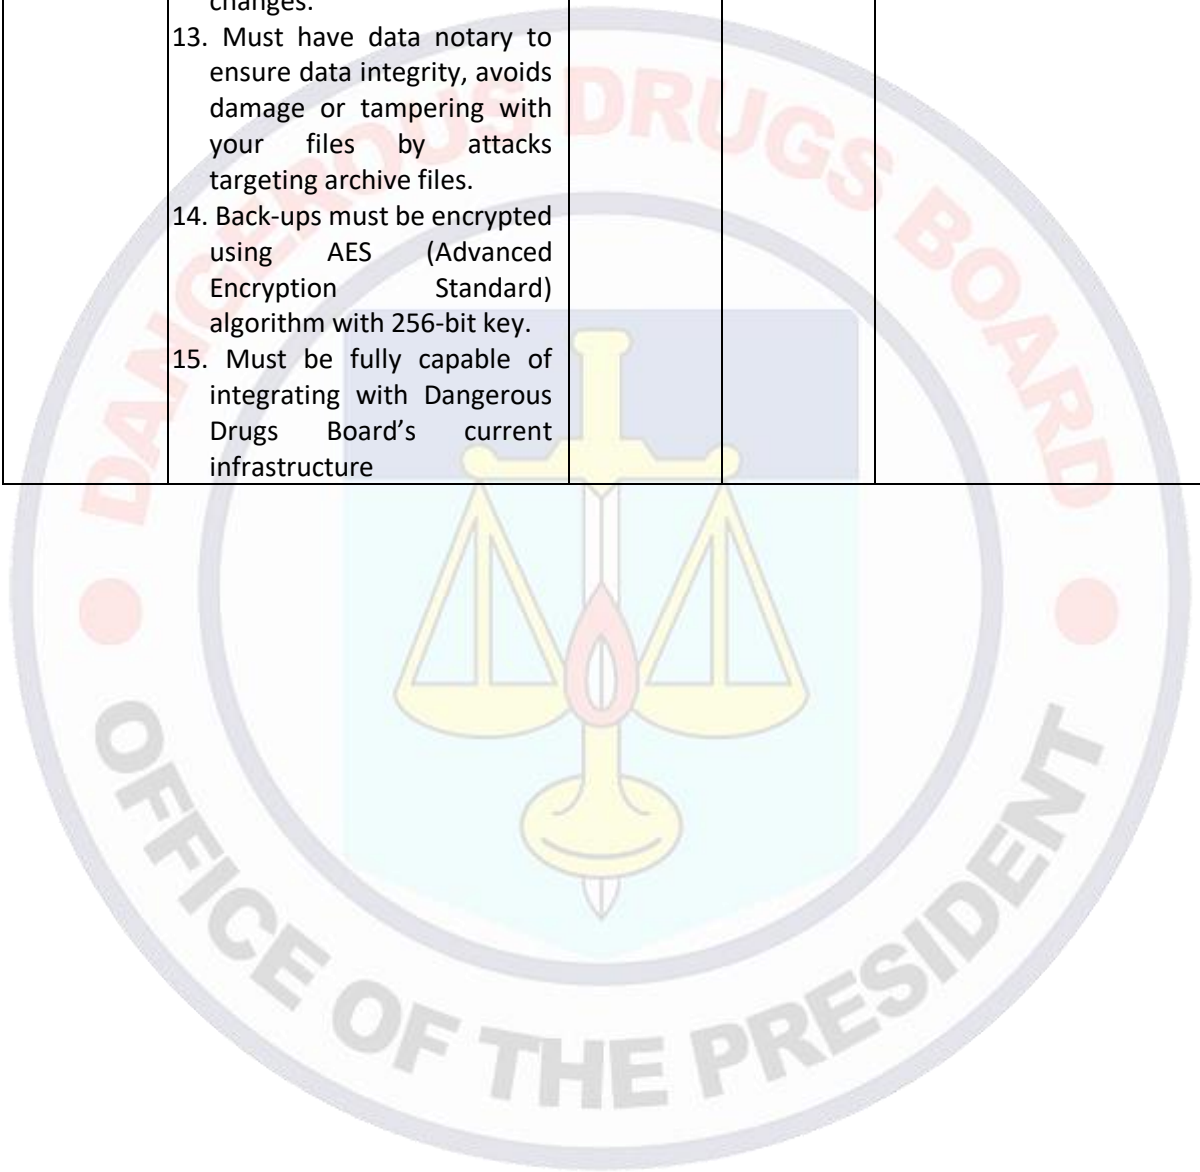 changes.
13. Must have data notary to
ensure data integrity, avoids
damage or tampering with
your files by attacks
targeting archive files.
14. Back-ups must be encrypted
using AES (Advanced
Encryption Standard)
algorithm with 256-bit key.
15. Must be fully capable of
integrating with Dangerous
Drugs Board’s current
infrastructure
DANGEROUS DRUGS BOARD
OFFICE OF THE PRESIDENT